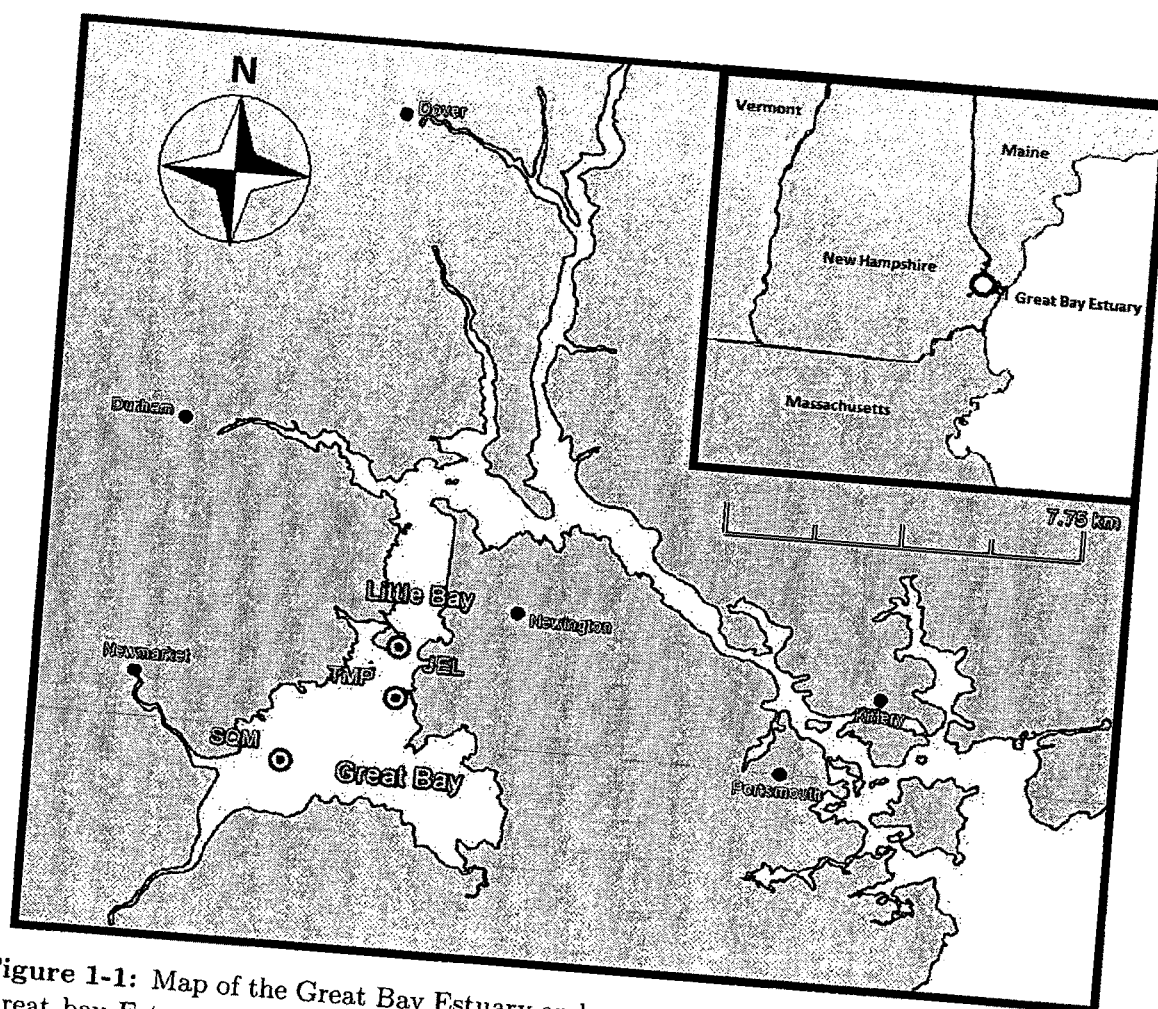 N
Dover
Vermont
Maine
New Hampshire
Great Bay Estuary
Massachusetts
Durham
7.75 km
Little Bay
Newington
Newmarket
JEL
TMP
Kittery
SQM
Great Bay
Portsmouth
Figure 1-1: Map of the Great Bay Estuary